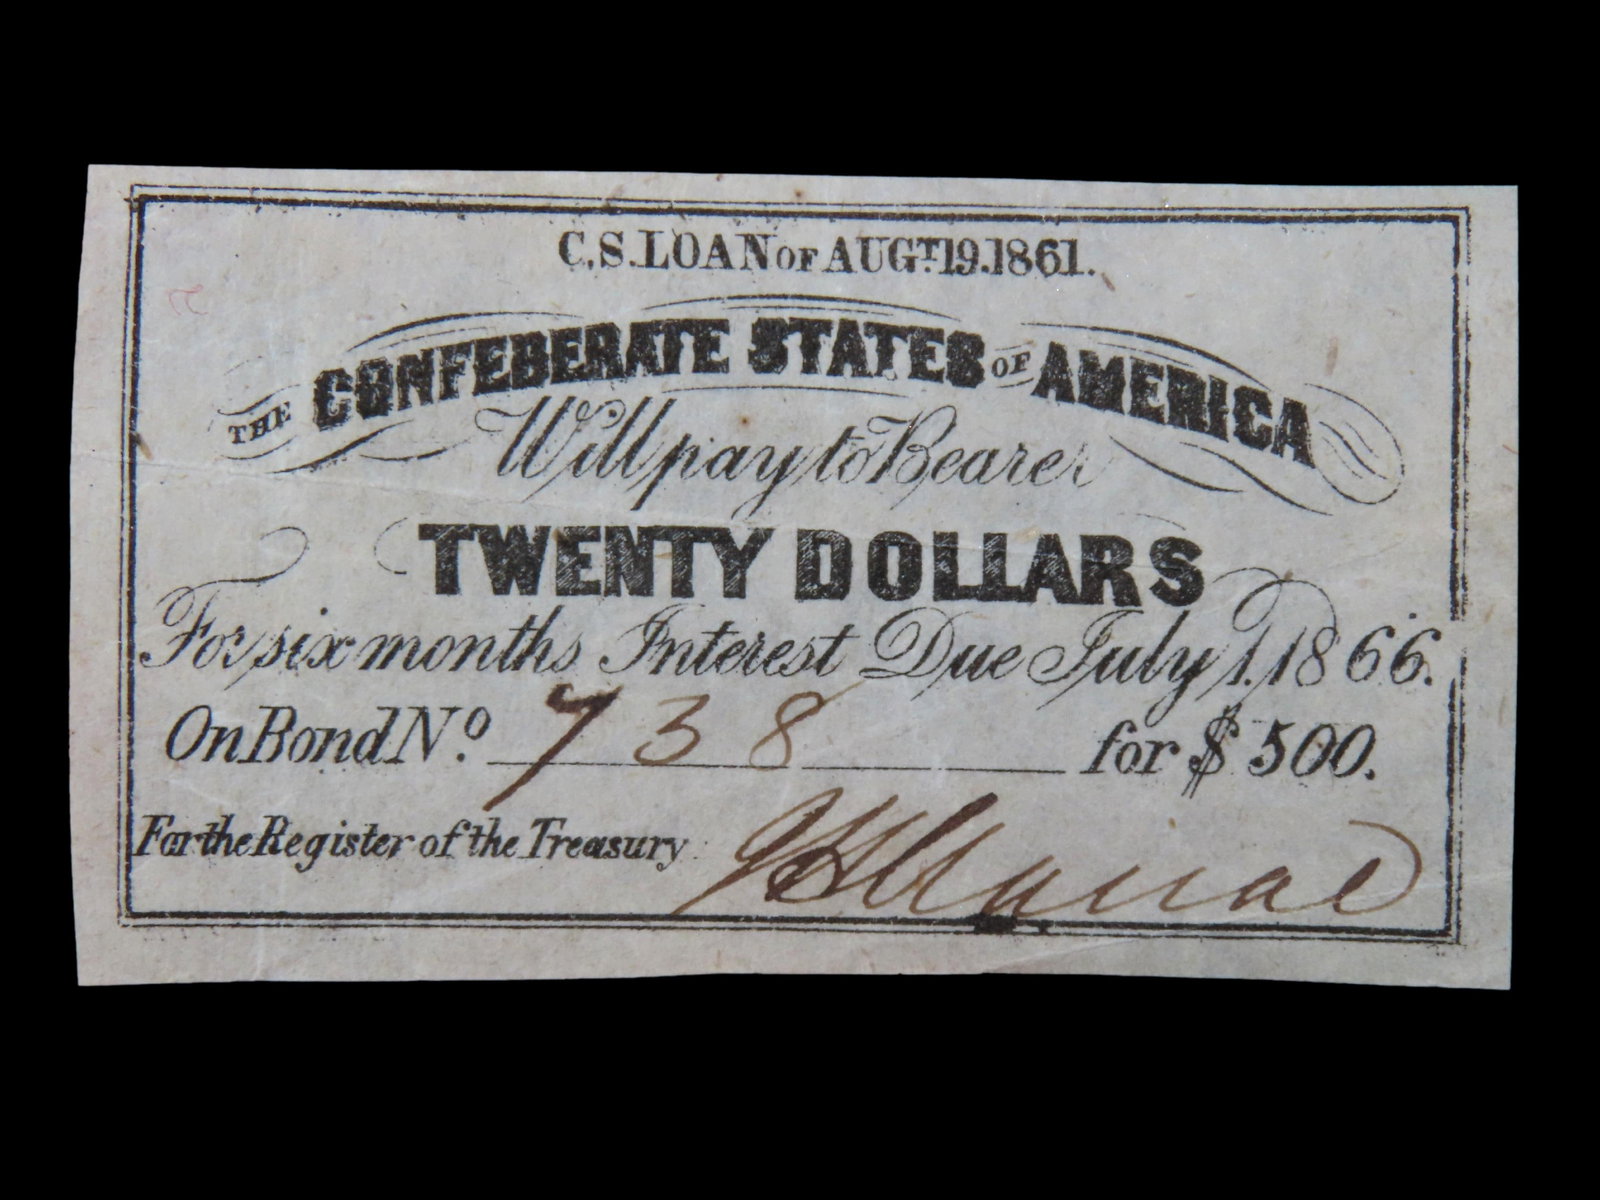 C.S. LOAN OF AUGT. 19. 1861.
THE CONFEDERATE STATES OF AMERICA
Will pay to Bearer
TWENTY DOLLARS
For six months Interest Due July 1. 1866.
On Bond No. 738 for $500.
For the Register of the Treasury